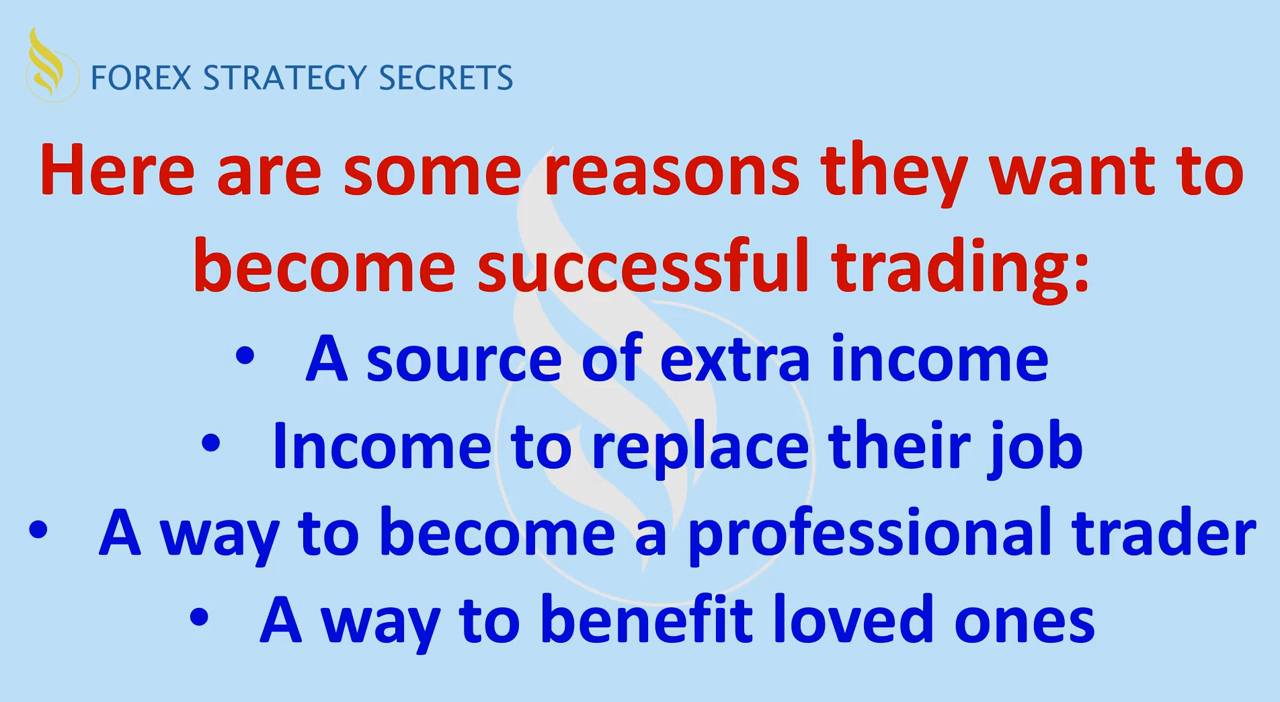 FOREX STRATEGY SECRETS
Here are some reasons they want to
become successful trading:
• A source of extra income
• Income to replace their job
• A way to become a professional trader
• A way to benefit loved ones